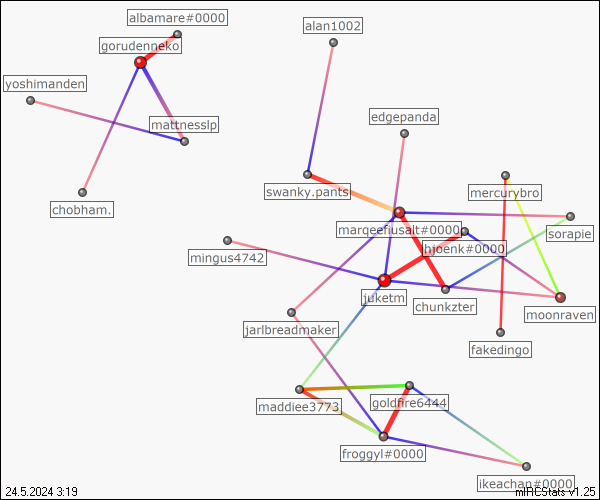 albamare#0000
alan1002
gorudenneko
yoshimanden
edgepanda
mattnesslp
swanky.pants
mercurybro
chobham.
marqeefiusalt#0000
sorapie
hjoenk#0000
mingus4742
juketm
chunkzter
moonraven
jarlbreadmaker
fakedingo
goldfire6444
maddiee3773
froggyl#0000
ikeachan#0000
24.5.2024 3:19
mIRCStats v1.25